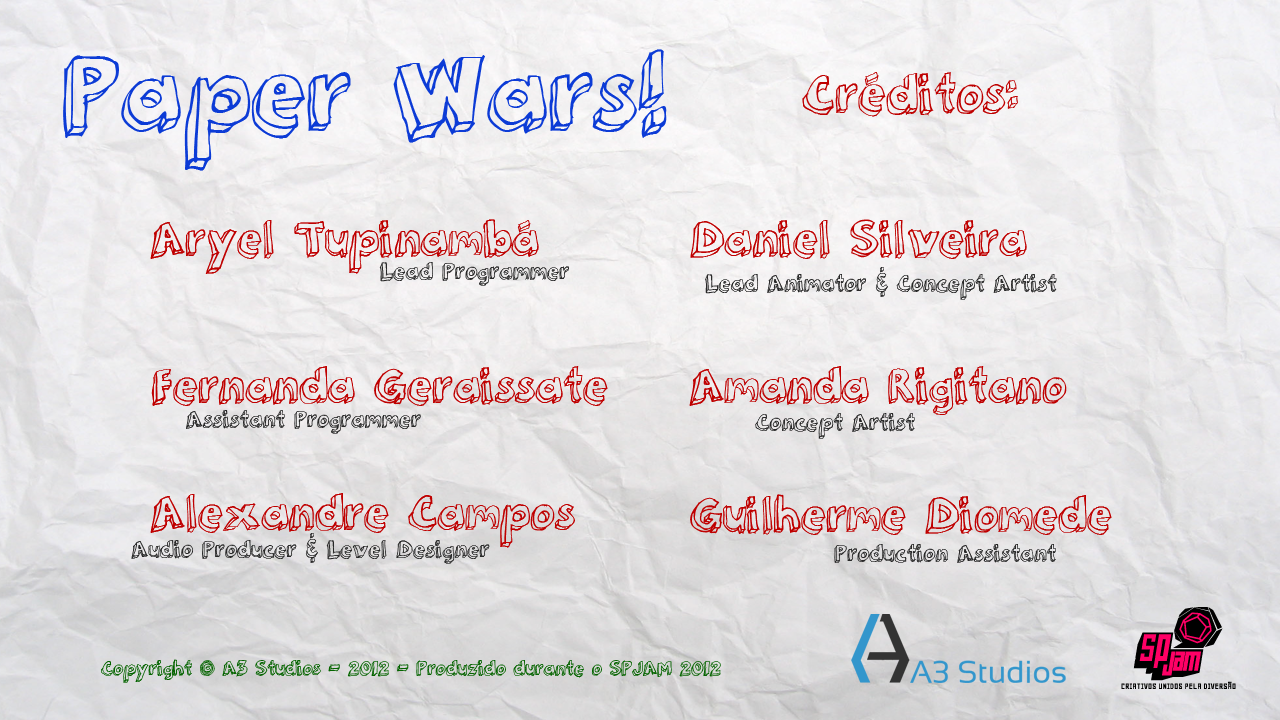 Paper Wars!
Créditos:
Aryel Tupinambá
Lead Programmer
Daniel Silveira
Lead Animator & Concept Artist
Fernanda Geraissate
Assistant Programmer
Amanda Rigitano
Concept Artist
Alexandre Campos
Audio Producer & Level Designer
Guilherme Diomede
Production Assistant
Copyright © A3 Studios - 2012 - Produzido durante o SPJAM 2012
A3 Studios
SP
Jam
CRIATIVOS UNIDOS PELA DIVERSÃO